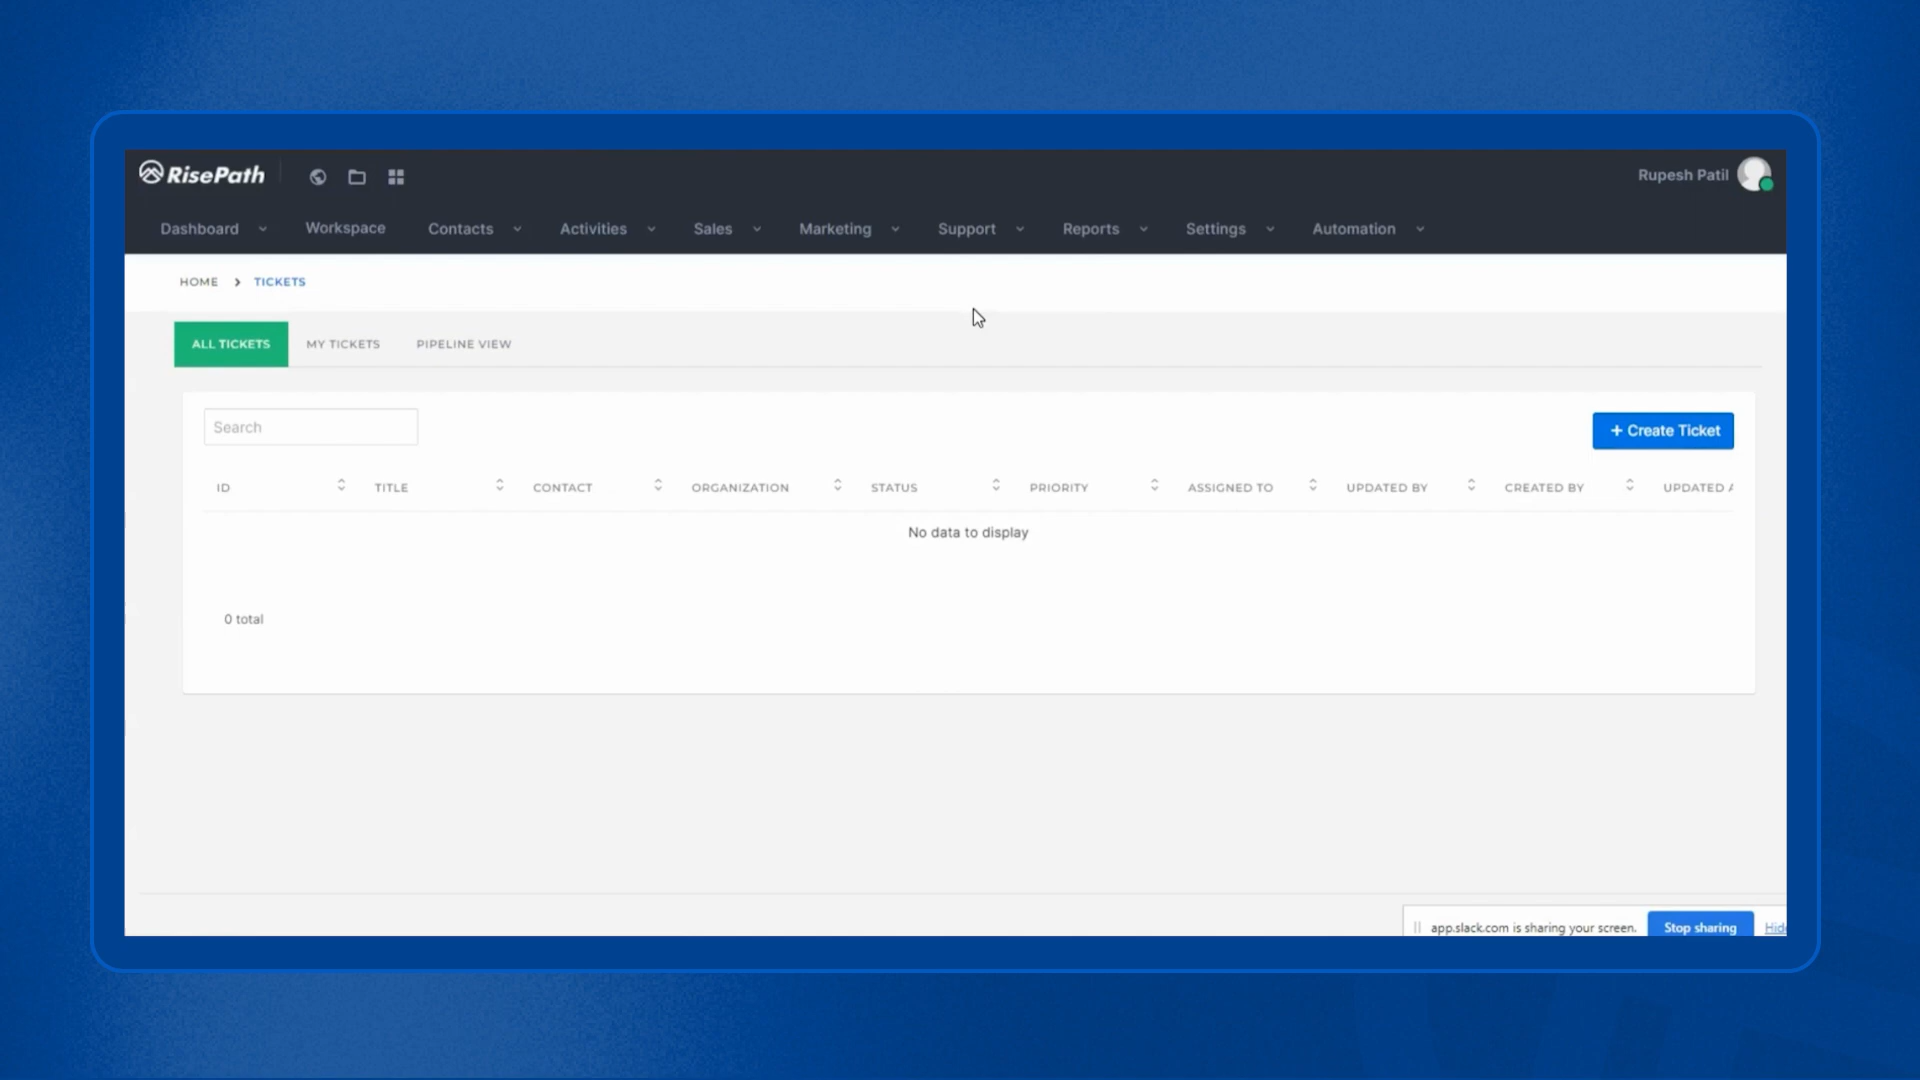 RisePath
Rupesh Patil
Dashboard Workspace Contacts Activities Sales Marketing Support Reports Settings Automation
HOME > TICKETS
ALL TICKETS MY TICKETS PIPELINE VIEW
Search
+ Create Ticket
ID TITLE CONTACT ORGANIZATION STATUS PRIORITY ASSIGNED TO UPDATED BY CREATED BY UPDATED
No data to display
0 total
app.slack.com is sharing your screen. Stop sharing